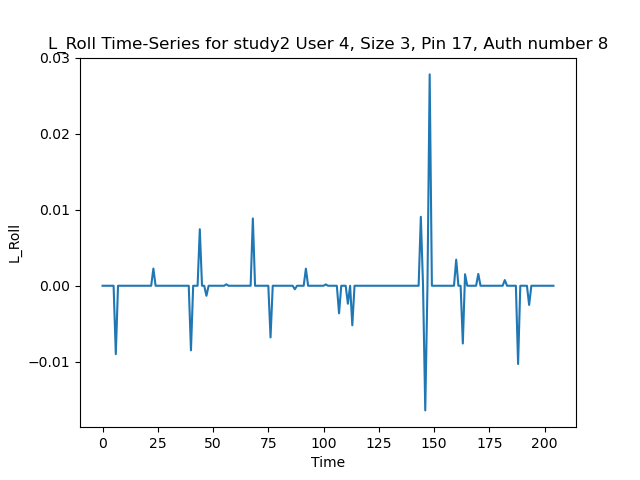 L_Roll Time-Series for study2 User 4, Size 3, Pin 17, Auth number 8
0.03
0.02
0.01
0.00
−0.01
L_Roll
0 25 50 75 100 125 150 175 200
Time